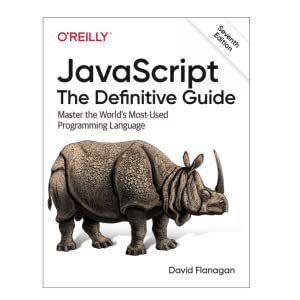 O'REILLY®
Seventh
Edition
JavaScript
The Definitive Guide
Master the World's Most-Used
Programming Language
David Flanagan